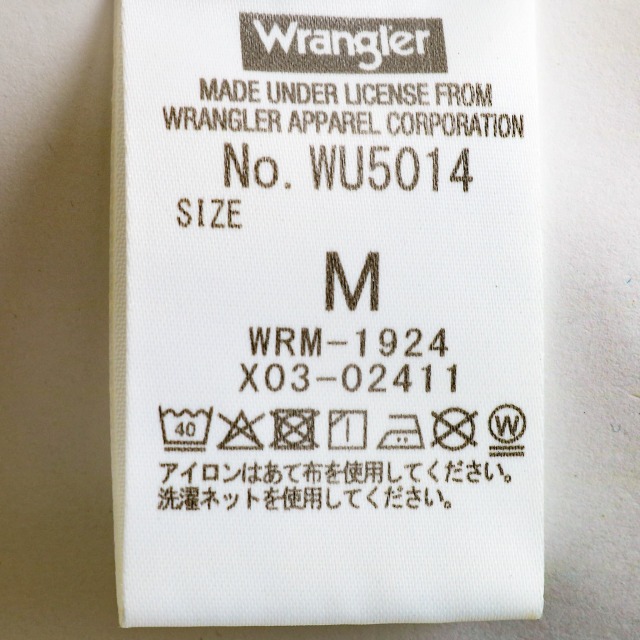 Wrangler
MADE UNDER LICENSE FROM
WRANGLER APPAREL CORPORATION
No. WU5014
SIZE
M
WRM-1924
X03-02411
40 W
アイロンはあて布を使用してください。
洗濯ネットを使用してください。